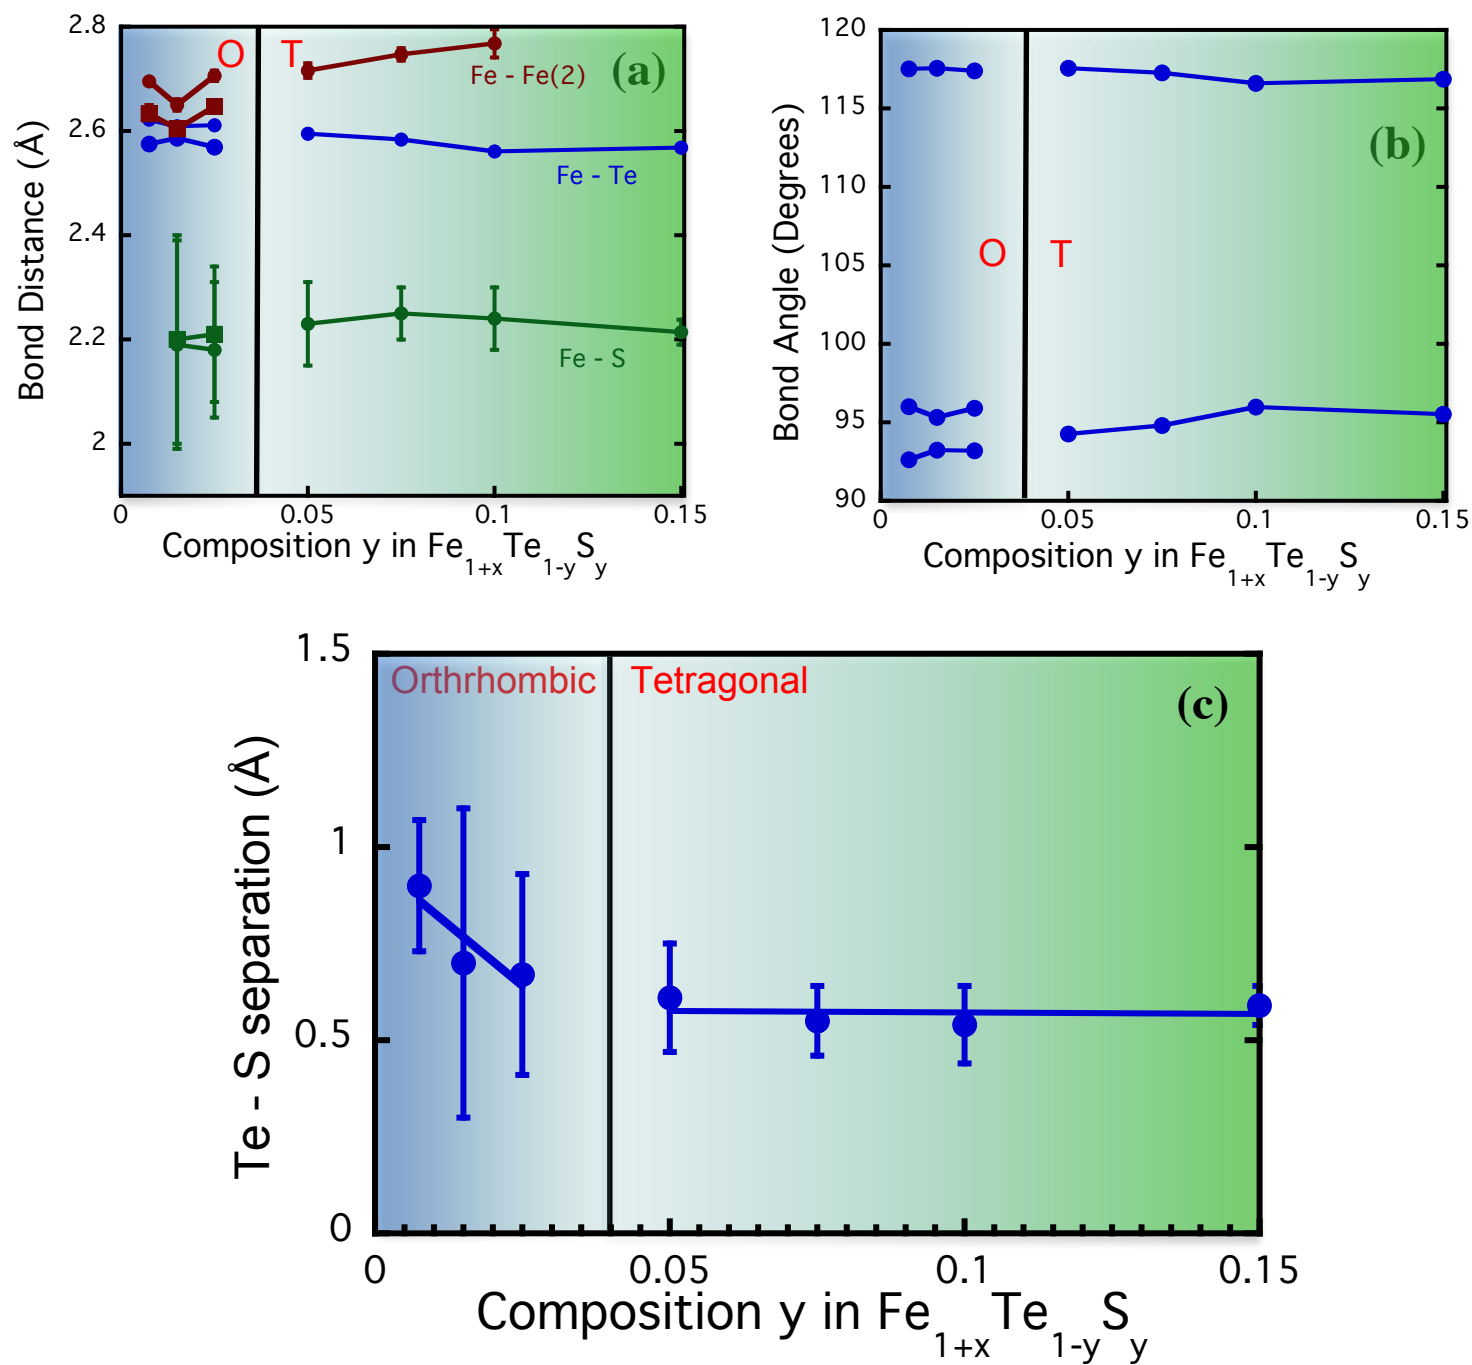 2.8
2.6
2.4
2.2
2
Bond Distance (Å)
O
T
(a)
Fe - Fe(2)
Fe - Te
Fe - S
0
0.05
0.1
0.15
Composition y in Fe1+xTe1-ySy
120
115
110
105
100
95
90
Bond Angle (Degrees)
(b)
O
T
0
0.05
0.1
0.15
Composition y in Fe1+xTe1-ySy
1.5
1
0.5
0
Te - S separation (Å)
Orthrhombic
Tetragonal
(c)
0
0.05
0.1
0.15
Composition y in Fe1+xTe1-ySy